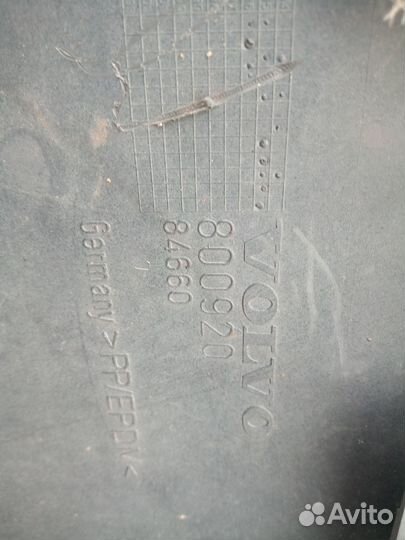 VOLVO
800920
84660
Germany >PP/EPDM<
Avito